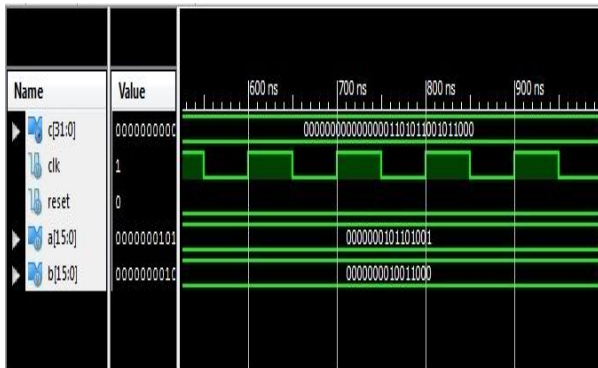 Name Value
600 ns 700 ns 800 ns 900 ns
c[31:0] 0000000000 00000000000000001101011001011000
clk 1
reset 0
a[15:0] 0000000101 0000000101101001
b[15:0] 0000000010 0000000010011000